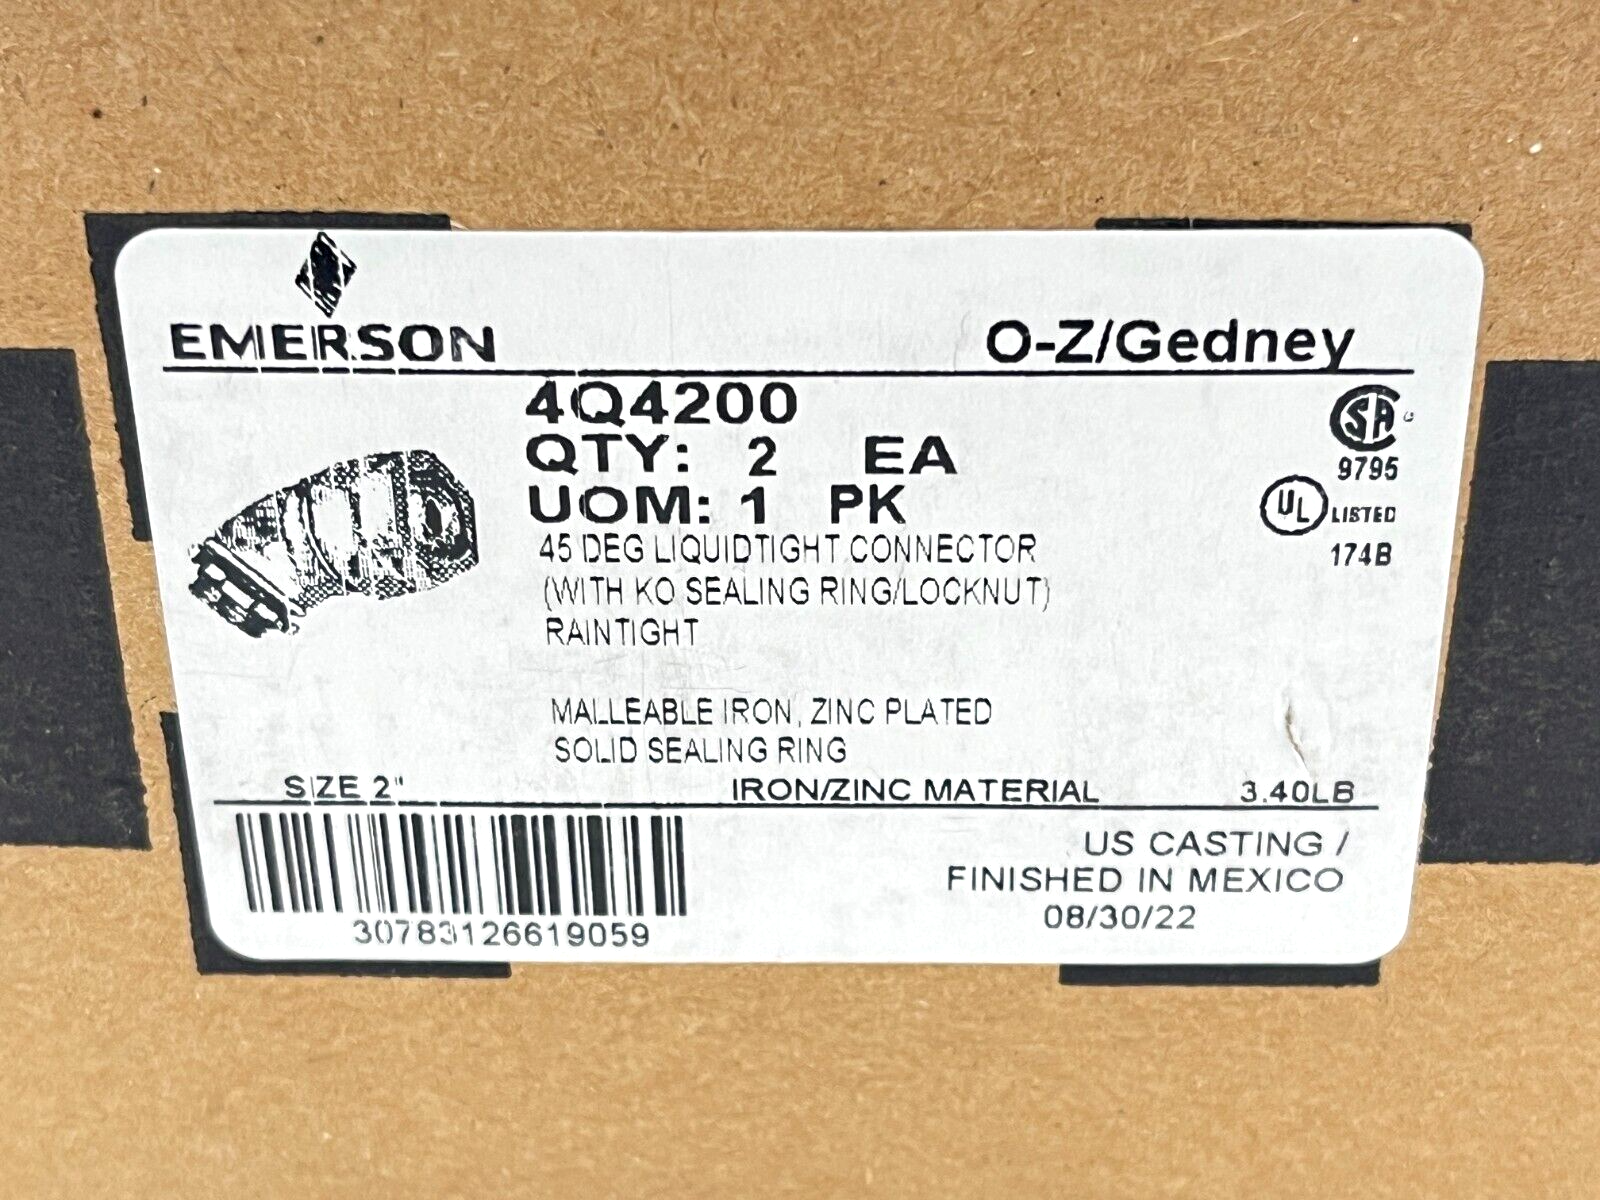 EMERSON
O-Z/Gedney
4Q4200
QTY: 2 EA
UOM: 1 PK
45 DEG LIQUIDTIGHT CONNECTOR
(WITH KO SEALING RING/LOCKNUT)
RAINTIGHT
SA
9795
UL LISTED
174B
MALLEABLE IRON, ZINC PLATED
SOLID SEALING RING
SIZE 2" IRON/ZINC MATERIAL 3.40LB
30783126619059
US CASTING /
FINISHED IN MEXICO
08/30/22